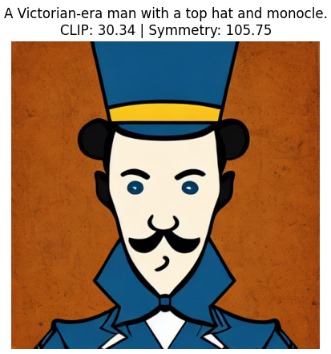 A Victorian-era man with a top hat and monocle.
CLIP: 30.34 | Symmetry: 105.75